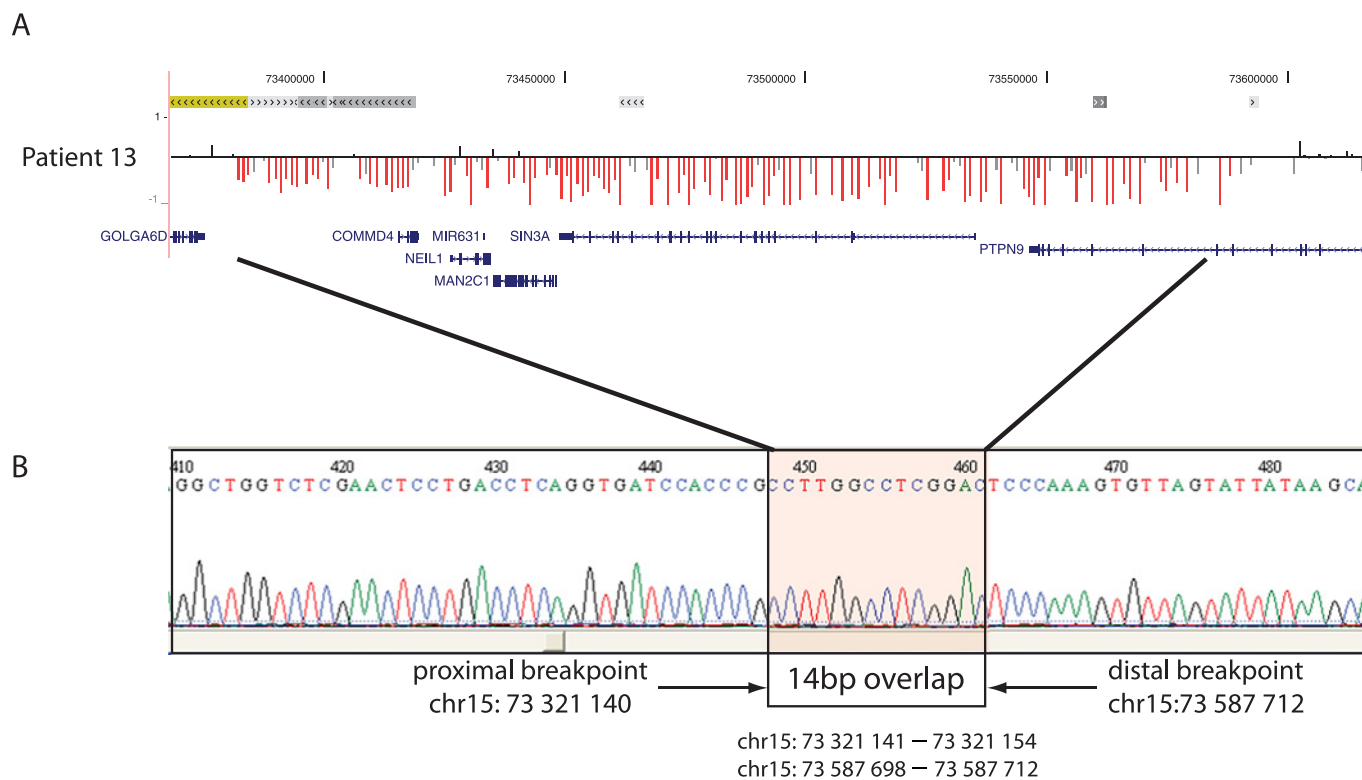 A
73400000
73450000
73500000
73550000
73600000
1
Patient 13
-1
GOLGA6D
COMMD4
MIR631
SIN3A
PTPN9
NEIL1
MAN2C1
B
410 420 430 440 450 460 470 480
GGCTGGTCTCGAACTCCTGACCTCAGGTGATCCACCCGCCTTGGCCTCGGACTCCCAAAGTGTTAGTATTATAAGCA
proximal breakpoint
chr15: 73 321 140
14bp overlap
distal breakpoint
chr15:73 587 712
chr15: 73 321 141 – 73 321 154
chr15: 73 587 698 – 73 587 712